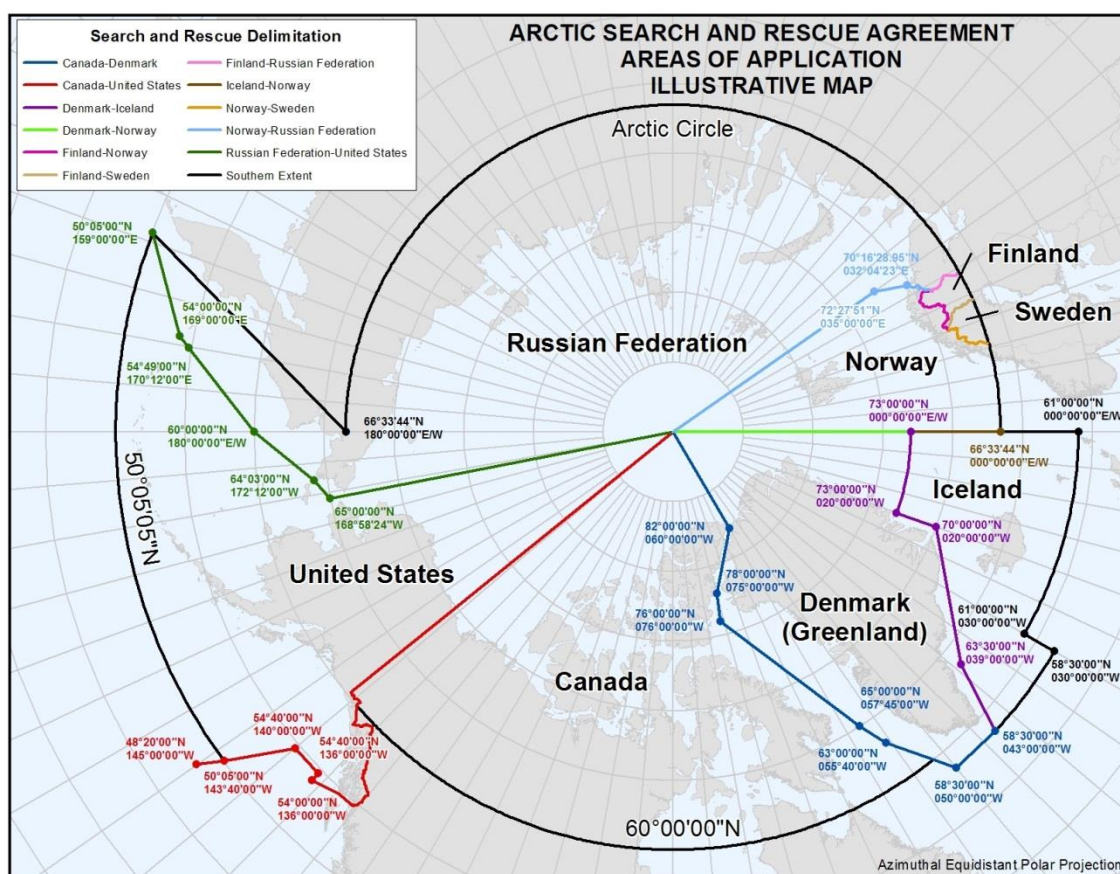 ARCTIC SEARCH AND RESCUE AGREEMENT
AREAS OF APPLICATION
ILLUSTRATIVE MAP
Search and Rescue Delimitation
Canada-Denmark
Canada-United States
Denmark-Iceland
Denmark-Norway
Finland-Norway
Finland-Sweden
Finland-Russian Federation
Iceland-Norway
Norway-Sweden
Norway-Russian Federation
Russian Federation-United States
Southern Extent
Arctic Circle
50°05'00"N
159°00'00"E
54°00'00"N
169°00'00"E
54°49'00"N
170°12'00"E
60°00'00"N
180°00'00"E/W
64°03'00"N
172°12'00"W
65°00'00"N
168°58'24"W
66°33'44"N
180°00'00"E/W
50°05'05"N
70°16'28.95"N
032°04'23"E
72°27'51"N
035°00'00"E
Finland
Sweden
Norway
Russian Federation
73°00'00"N
000°00'00"E/W
61°00'00"N
000°00'00"E/W
66°33'44"N
000°00'00"E/W
Iceland
73°00'00"N
020°00'00"W
70°00'00"N
020°00'00"W
82°00'00"N
060°00'00"W
78°00'00"N
075°00'00"W
76°00'00"N
076°00'00"W
United States
Denmark
(Greenland)
61°00'00"N
030°00'00"W
63°30'00"N
039°00'00"W
58°30'00"N
030°00'00"W
Canada
65°00'00"N
057°45'00"W
63°00'00"N
055°40'00"W
58°30'00"N
043°00'00"W
58°30'00"N
050°00'00"W
54°40'00"N
140°00'00"W
54°40'00"N
136°00'00"W
48°20'00"N
145°00'00"W
50°05'00"N
143°40'00"W
54°00'00"N
136°00'00"W
60°00'00"N
Azimuthal Equidistant Polar Projection